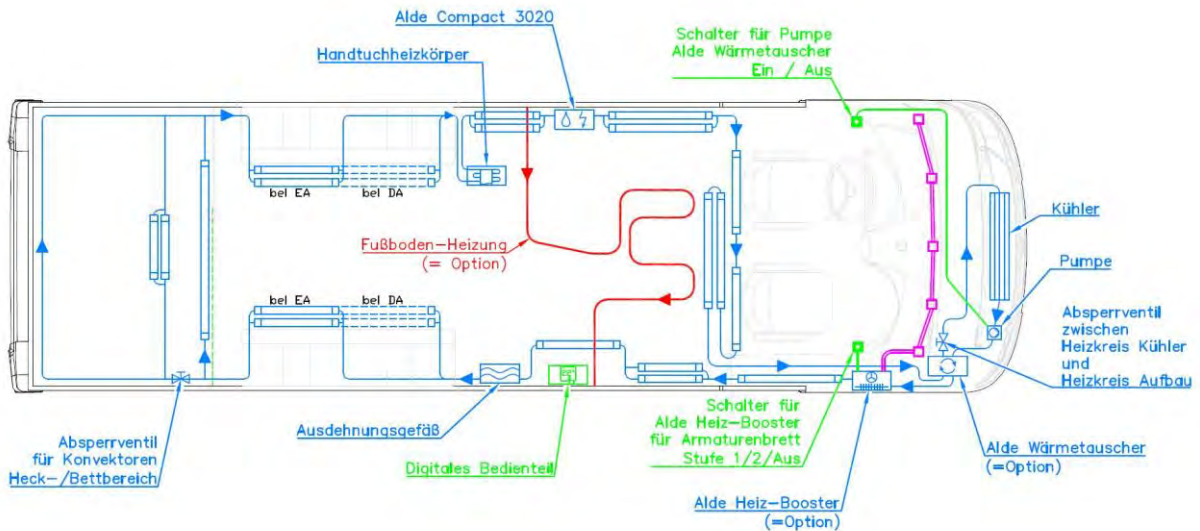 Alde Compact 3020
Handtuchheizkörper
Schalter für Pumpe
Alde Wärmetauscher
Ein / Aus
bei EA
bei DA
Fußboden-Heizung
(= Option)
Kühler
Pumpe
bei EA
bei DA
Absperrventil
zwischen
Heizkreis Kühler
und
Heizkreis Aufbau
Absperrventil
für Konvektoren
Heck-/Bettbereich
Ausdehnungsgefäß
Digitales Bedienteil
Schalter für
Alde Heiz-Booster
für Armaturenbrett
Stufe 1/2/Aus
Alde Wärmetauscher
(=Option)
Alde Heiz-Booster
(=Option)